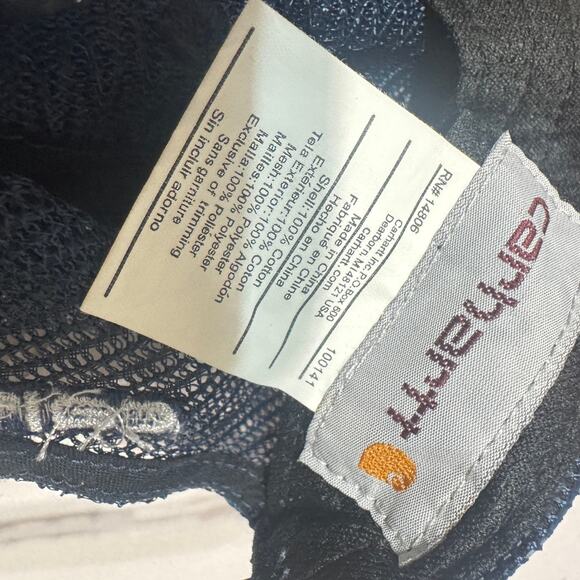 RN# 14806
Carhartt Inc. P.O. Box 600
Dearborn, MI 48121 USA
carhartt.com
100141
Made in China
Fabriqué en Chine
Hecho en China
Shell:100% Cotton
Extérieur:100% Coton
Tela Exterior:100% Algodón
Mesh:100% Polyester
Mailles:100% Polyester
Malla:100% Poliéster
Exclusive of trimming
Sans garniture
Sin incluir adorno
carhartt